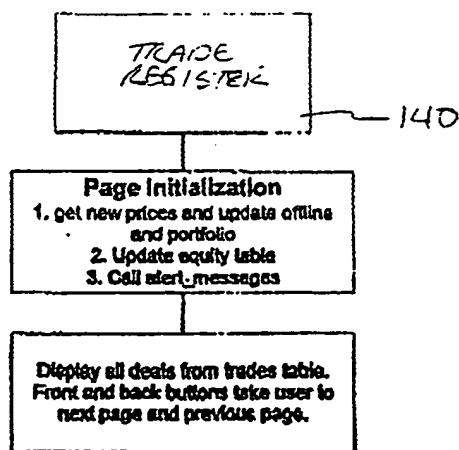 TRADE
REGISTER
140
Page Initialization
1. get new prices and update offline
and portfolio
2. Update equity table
3. Call alert_messages
Display all deals from trades table.
Front and back buttons take user to
next page and previous page.